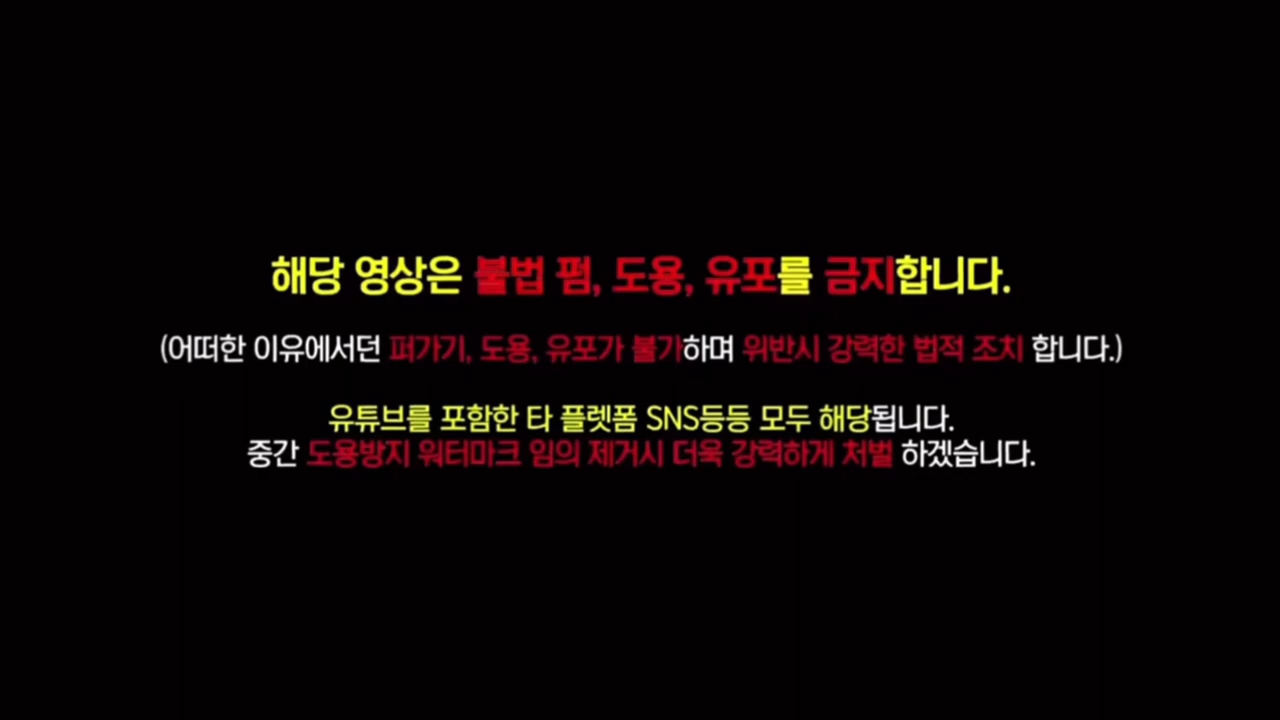 해당 영상은 불법 펌, 도용, 유포를 금지합니다.
(어떠한 이유에서던 퍼가기, 도용, 유포가 불가하며 위반시 강력한 법적 조치 합니다.)
유튜브를 포함한 타 플렛폼 SNS등등 모두 해당됩니다.
중간 도용방지 워터마크 임의 제거시 더욱 강력하게 처벌 하겠습니다.